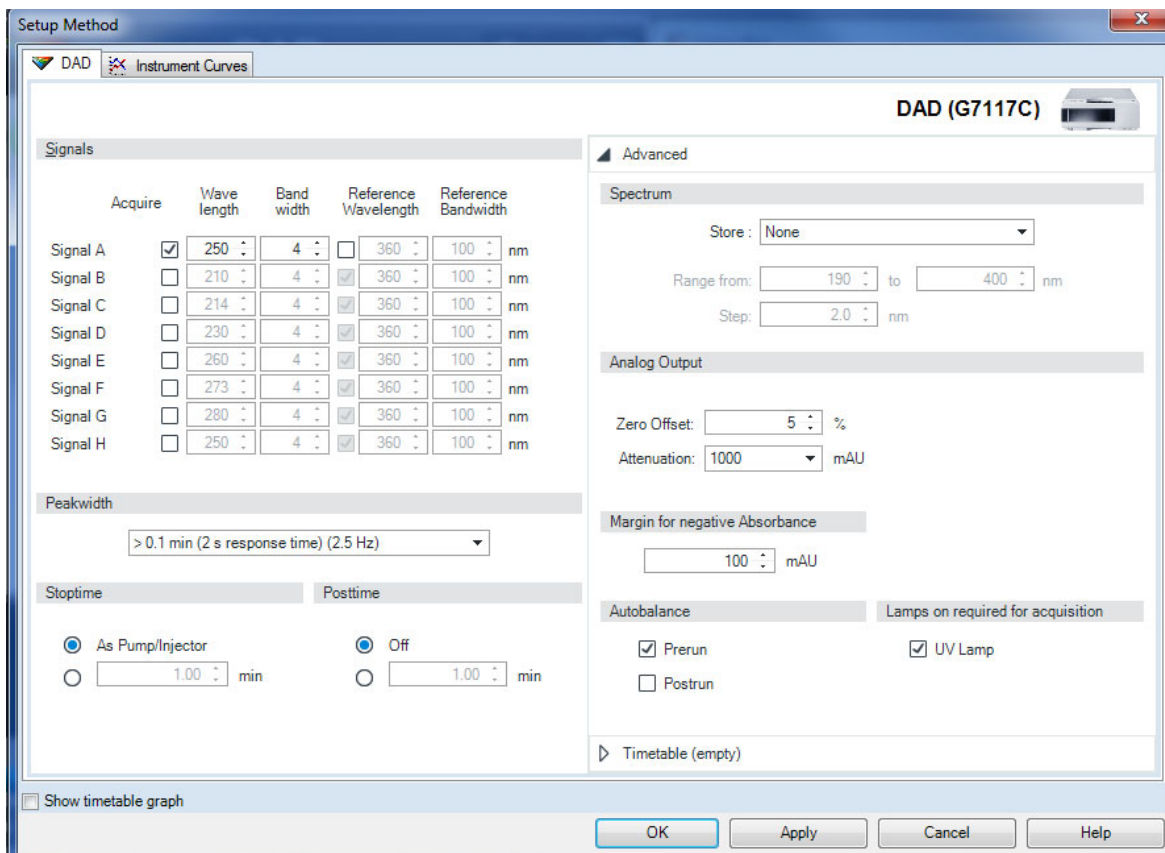 Setup Method
DAD
Instrument Curves
DAD (G7117C)
Signals
Acquire Wave length Band width Reference Wavelength Reference Bandwidth
Signal A 250 4 360 100 nm
Signal B 210 4 360 100 nm
Signal C 214 4 360 100 nm
Signal D 230 4 360 100 nm
Signal E 260 4 360 100 nm
Signal F 273 4 360 100 nm
Signal G 280 4 360 100 nm
Signal H 250 4 360 100 nm
Peakwidth
> 0.1 min (2 s response time) (2.5 Hz)
Stoptime
As Pump/Injector
1.00 min
Posttime
Off
1.00 min
Advanced
Spectrum
Store : None
Range from: 190 to 400 nm
Step: 2.0 nm
Analog Output
Zero Offset: 5 %
Attenuation: 1000 mAU
Margin for negative Absorbance
100 mAU
Autobalance
Prerun
Postrun
Lamps on required for acquisition
UV Lamp
Timetable (empty)
Show timetable graph
OK Apply Cancel Help